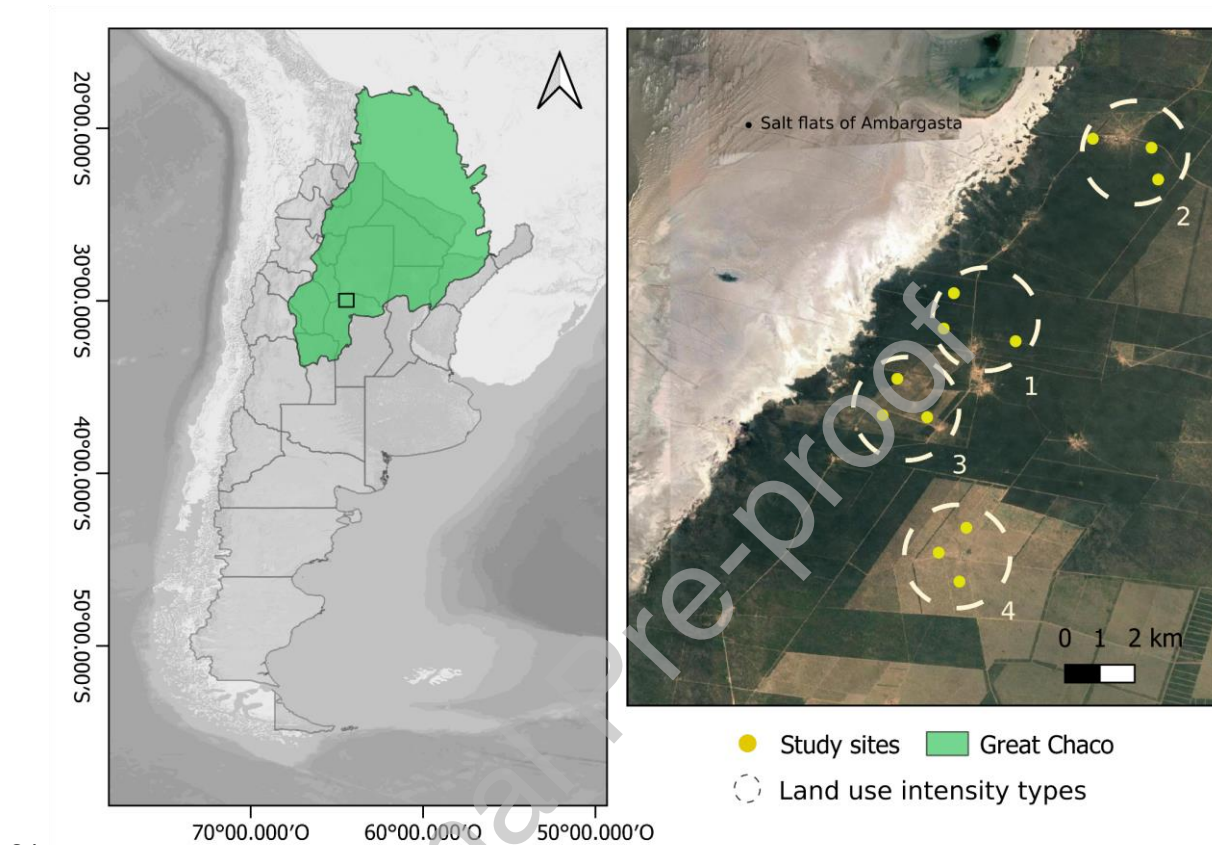 20°00.000'S
30°00.000'S
40°00.000'S
50°00.000'S
70°00.000'O
60°00.000'O
50°00.000'O
• Salt flats of Ambargasta
2
1
3
4
0 1 2 km
Study sites
Great Chaco
Land use intensity types
nal Pre-proof